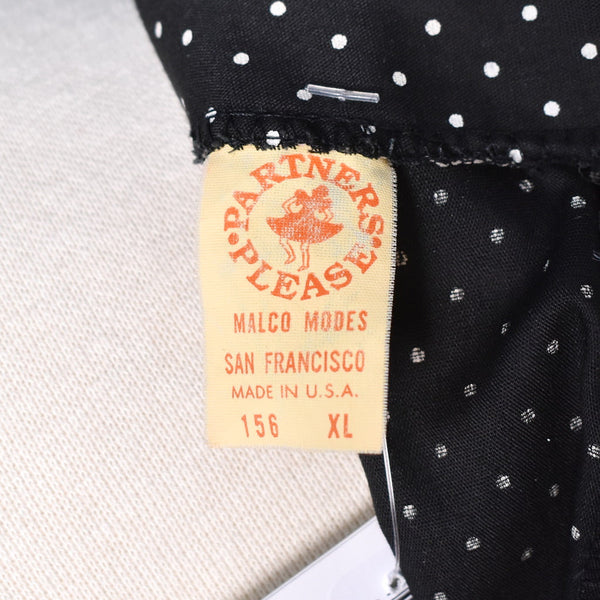 PARTNERS
PLEASE
MALCO MODES
SAN FRANCISCO
MADE IN U.S.A.
156 XL